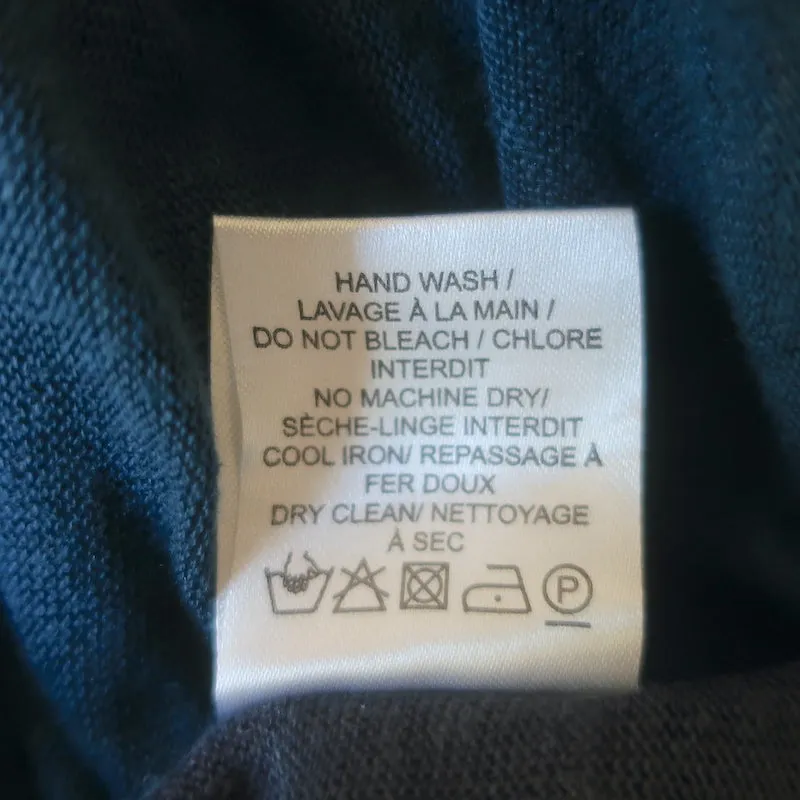 HAND WASH /
LAVAGE À LA MAIN /
DO NOT BLEACH / CHLORE
INTERDIT
NO MACHINE DRY/
SÈCHE-LINGE INTERDIT
COOL IRON/ REPASSAGE À
FER DOUX
DRY CLEAN/ NETTOYAGE
À SEC
P